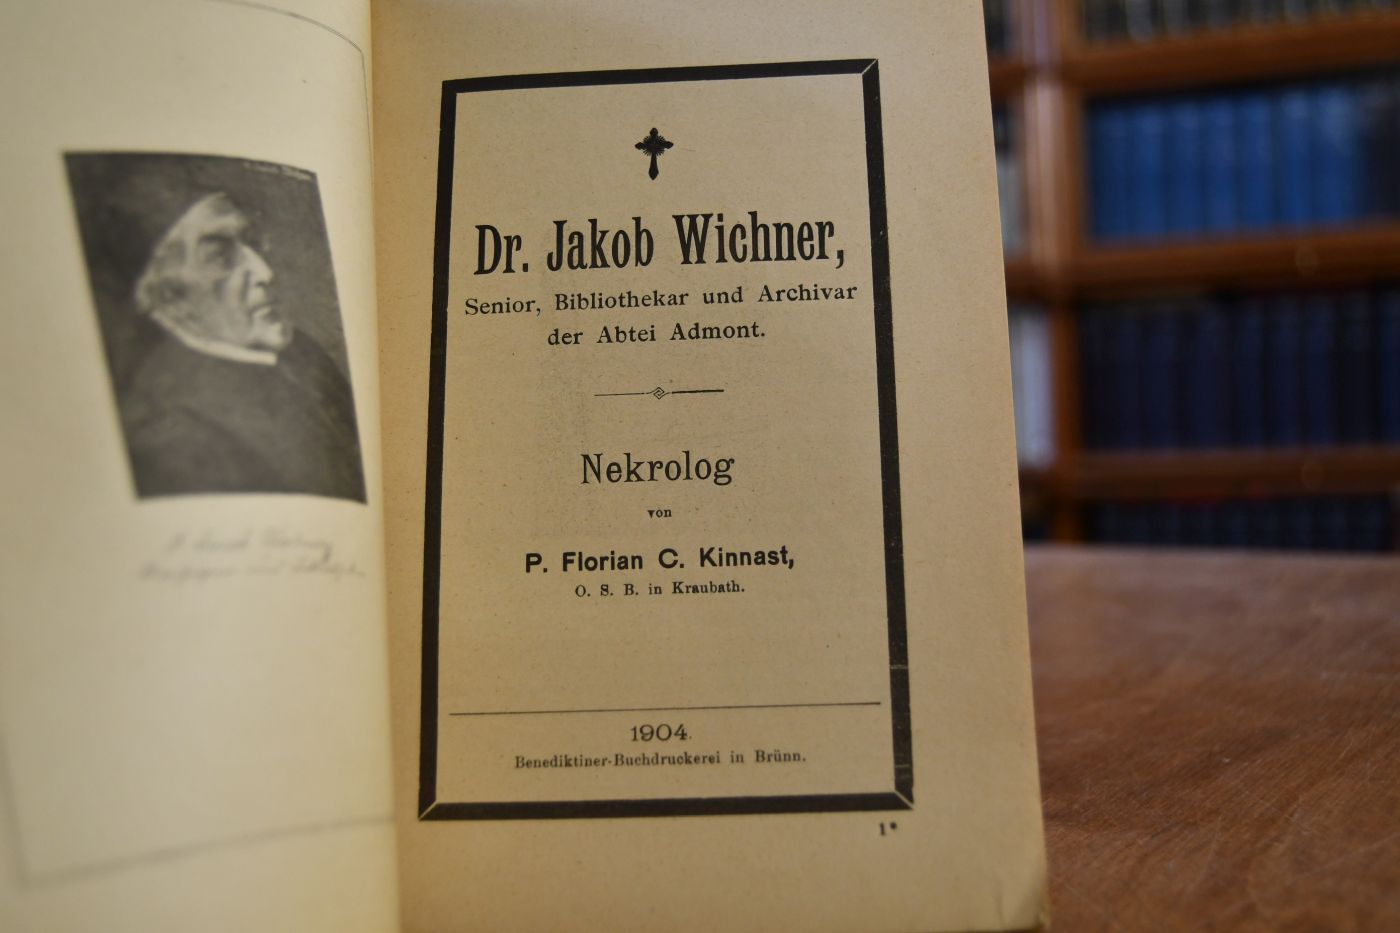 Dr. Jakob Wichner,
Senior, Bibliothekar und Archivar
der Abtei Admont.
Nekrolog
von
P. Florian C. Kinnast,
O. S. B. in Kraubath.
1904.
Benediktiner-Buchdruckerei in Brünn.
1*